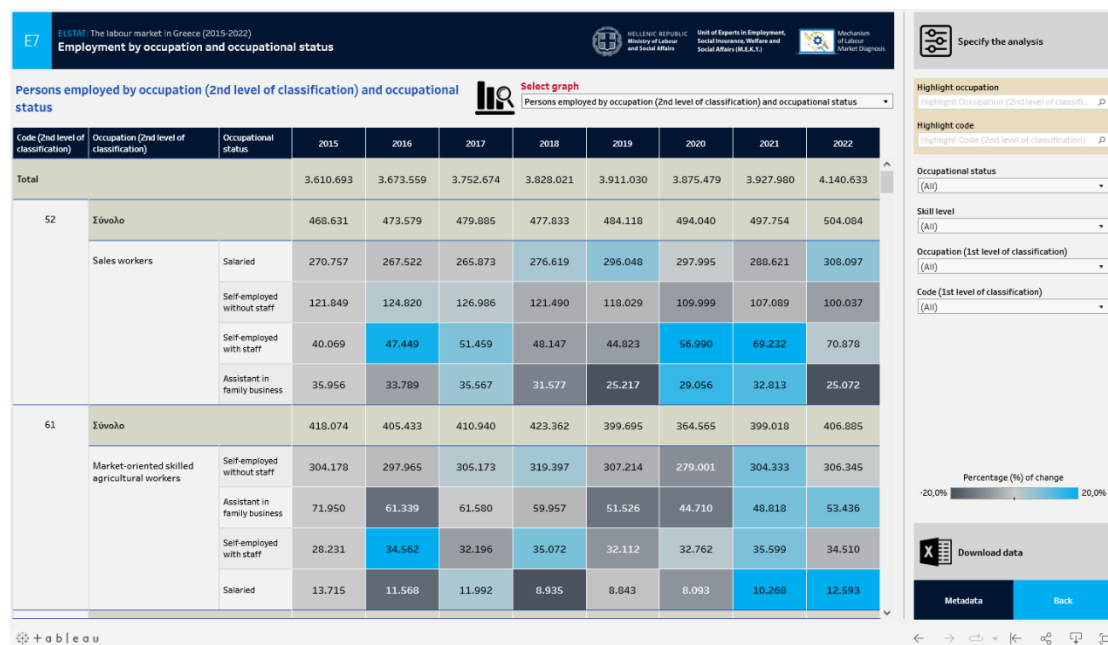 E7
ELSTAT: The labour market in Greece (2015-2022)
Employment by occupation and occupational status
HELLENIC REPUBLIC
Ministry of Labour
and Social Affairs
Unit of Experts in Employment,
Social Insurance, Welfare and
Social Affairs (M.E.K.Y.)
Mechanism
of Labour
Market Diagnosis
Persons employed by occupation (2nd level of classification) and occupational
status
Select graph
Persons employed by occupation (2nd level of classification) and occupational status
Code (2nd level of classification) Occupation (2nd level of classification) Occupational status 2015 2016 2017 2018 2019 2020 2021 2022
Total 3.610.693 3.673.559 3.752.674 3.828.021 3.911.030 3.875.479 3.927.980 4.140.633
52 Σύνολο 468.631 473.579 479.885 477.833 484.118 494.040 497.754 504.084
Sales workers Salaried 270.757 267.522 265.873 276.619 296.048 297.995 288.621 308.097
Self-employed without staff 121.849 124.820 126.986 121.490 118.029 109.999 107.089 100.037
Self-employed with staff 40.069 47.449 51.459 48.147 44.823 56.990 69.232 70.878
Assistant in family business 35.956 33.789 35.567 31.577 25.217 29.056 32.813 25.072
61 Σύνολο 418.074 405.433 410.940 423.362 399.695 364.565 399.018 406.885
Market-oriented skilled agricultural workers Self-employed without staff 304.178 297.965 305.173 319.397 307.214 279.001 304.333 306.345
Assistant in family business 71.950 61.339 61.580 59.957 51.526 44.710 48.818 53.436
Self-employed with staff 28.231 34.562 32.196 35.072 32.112 32.762 35.599 34.510
Salaried 13.715 11.568 11.992 8.935 8.843 8.093 10.268 12.593
Specify the analysis
Highlight occupation
Highlight Occupation (2nd level of classifi...
Highlight code
Highlight Code (2nd level of classification)
Occupational status
(All)
Skill level
(All)
Occupation (1st level of classification)
(All)
Code (1st level of classification)
(All)
Percentage (%) of change
-20,0% 20,0%
Download data
Metadata Back
+ableau